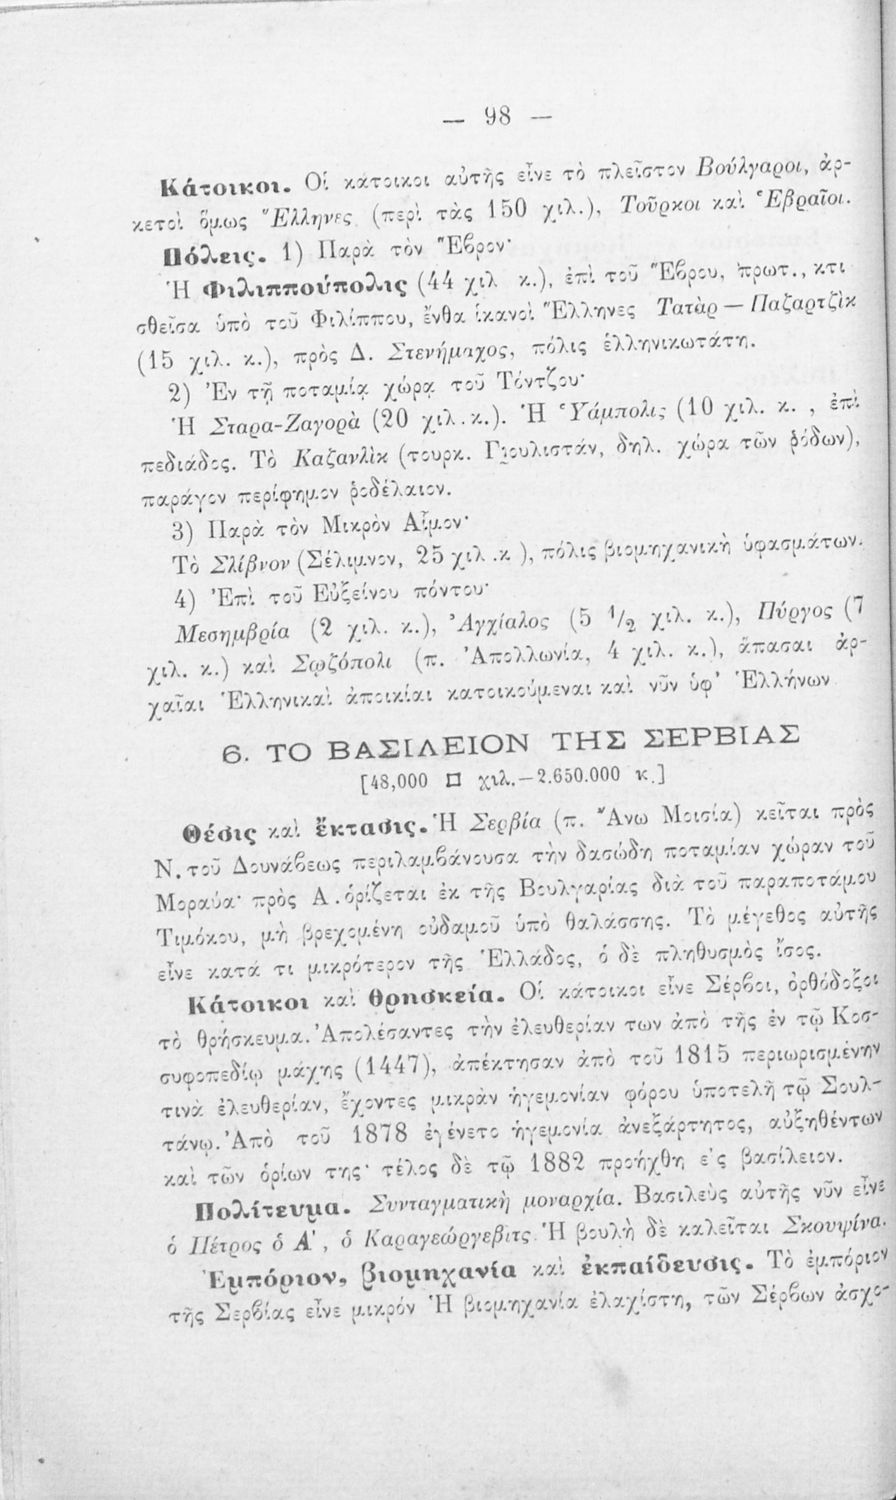 — 98 —
Κάτοικοι. Οἱ κάτοικοι αὐτῆς εἶνε τὸ πλεῖστον Βούλγαροι, ἀρ-
κετοὶ ὅμως Ἕλληνες (περὶ τὰς 150 χιλ.), Τοῦρκοι καὶ Ἑβραῖοι.
Πόλεις. 1) Παρὰ τὸν Ἕβρον·
Ἡ Φιλιππούπολις (44 χιλ κ.), ἐπὶ τοῦ Ἕβρου, πρωτ., κτι
σθεῖσα ὑπὸ τοῦ Φιλίππου, ἔνθα ἱκανοὶ Ἕλληνες Τατὰρ — Παζαρτζὶκ
(15 χιλ. κ.), πρὸς Δ. Στενήμαχος, πόλις ἑλληνικωτάτη.
2) Ἐν τῇ ποταμίᾳ χώρᾳ τοῦ Τόντζου·
Ἡ Σταρα-Ζαγορὰ (20 χιλ. κ.). Ἡ Ὑάμπολις (10 χιλ. κ. , ἐπὶ
πεδιάδος. Τὸ Καζανλὶκ (τουρκ. Γιουλιστάν, δηλ. χώρα τῶν ῥόδων),
παράγον περίφημον ῥοδέλαιον.
3) Παρὰ τὸν Μικρὸν Αἷμον·
Τὸ Σλίβνον (Σέλιμνον, 25 χιλ. κ ), πόλις βιομηχανικὴ ὑφασμάτων.
4) Ἐπὶ τοῦ Εὐξείνου πόντου·
Μεσημβρία (2 χιλ. κ.), Ἀγχίαλος (5 1/2 χιλ. κ.), Πύργος (7
χιλ. κ.) καὶ Σῳζόπολι (π. Ἀπολλωνία, 4 χιλ. κ.), ἅπασαι ἀρ-
χαῖαι Ἑλληνικαὶ ἀποικίαι κατοικούμεναι καὶ νῦν ὑφ' Ἑλλήνων.
6. ΤΟ ΒΑΣΙΛΕΙΟΝ ΤΗΣ ΣΕΡΒΙΑΣ
[48,000 □ χιλ.—2.650.000 κ.]
Θέσις καὶ ἔκτασις. Ἡ Σερβία (π. Ἄνω Μοισία) κεῖται πρὸς
Ν. τοῦ Δουνάβεως περιλαμβάνουσα τὴν δασώδη ποταμίαν χώραν τοῦ
Μοραύα· πρὸς Α. ὁρίζεται ἐκ τῆς Βουλγαρίας διὰ τοῦ παραποτάμου
Τιμόκου, μὴ βρεχομένη οὐδαμοῦ ὑπὸ θαλάσσης. Τὸ μέγεθος αὐτῆς
εἶνε κατά τι μικρότερον τῆς Ἑλλάδος, ὁ δὲ πληθυσμὸς ἴσος.
Κάτοικοι καὶ θρησκεία. Οἱ κάτοικοι εἶνε Σέρβοι, ὀρθόδοξοι
τὸ θρήσκευμα. Ἀπολέσαντες τὴν ἐλευθερίαν των ἀπὸ τῆς ἐν τῷ Κοσ-
συφοπεδίῳ μάχης (1447), ἀπέκτησαν ἀπὸ τοῦ 1815 περιωρισμένην
τινὰ ἐλευθερίαν, ἔχοντες μικρὰν ἡγεμονίαν φόρου ὑποτελῆ τῷ Σουλ-
τάνῳ. Ἀπὸ τοῦ 1878 ἐγένετο ἡγεμονία ἀνεξάρτητος, αὐξηθέντων
καὶ τῶν ὁρίων της· τέλος δὲ τῷ 1882 προήχθη ε'ς βασίλειον.
Πολίτευμα. Συνταγματικὴ μοναρχία. Βασιλεὺς αὐτῆς νῦν εἶνε
ὁ Πέτρος ὁ Α', ὁ Καραγεώργεβιτς. Ἡ βουλὴ δὲ καλεῖται Σκουψίνα.
Ἐμπόριον, βιομηχανία καὶ ἐκπαίδευσις. Τὸ ἐμπόριον
τῆς Σερβίας εἶνε μικρόν Ἡ βιομηχανία ἐλαχίστη, τῶν Σέρβων ἀσχο-